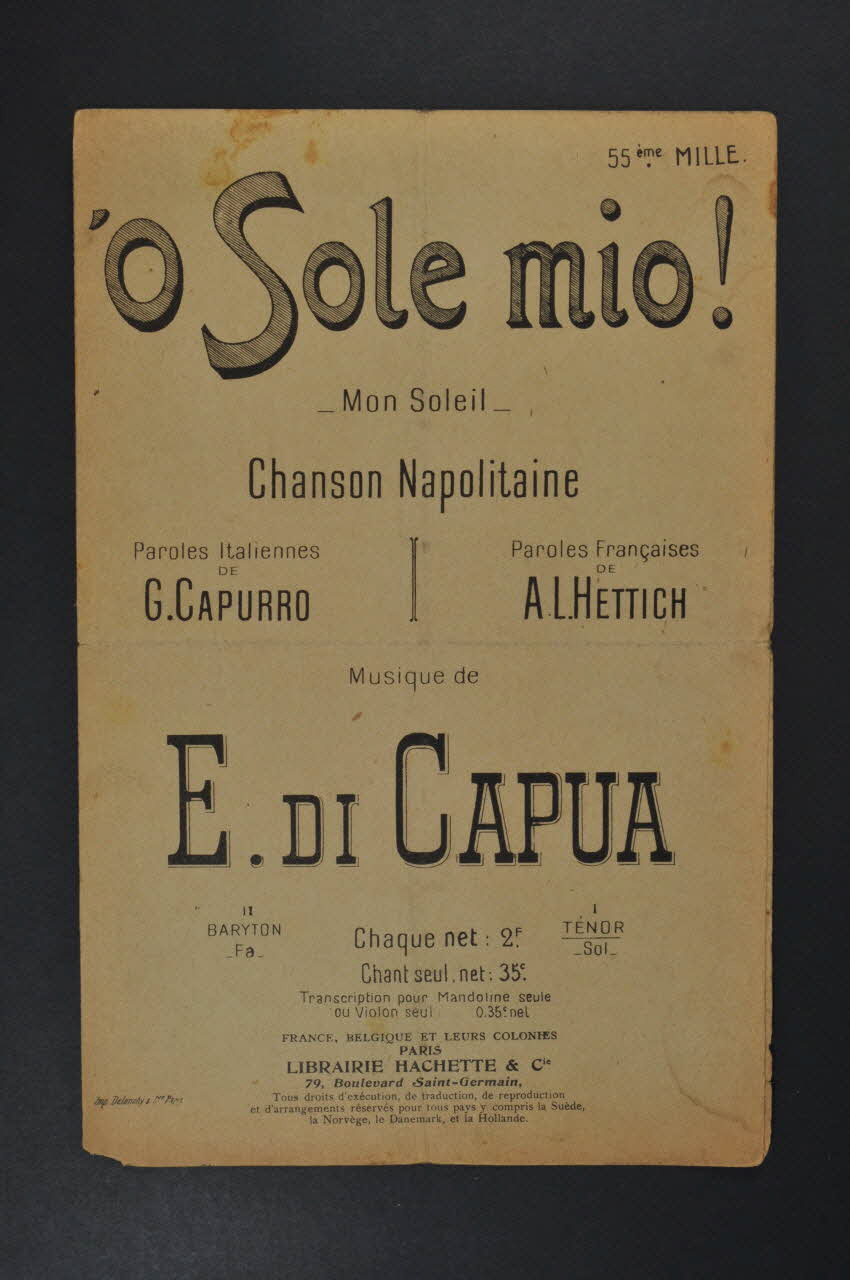 55ème MILLE.
'O Sole mio!
_ Mon Soleil _
Chanson Napolitaine
Paroles Italiennes
DE
G. CAPURRO
Paroles Françaises
DE
A.L. HETTICH
Musique de
E. DI CAPUA
II
BARYTON
_Fa_
Chaque net: 2F.
I
TÉNOR
_Sol_
Chant seul, net: 35c.
Transcription pour Mandoline seule
ou Violon seul 0.35c. net
FRANCE, BELGIQUE ET LEURS COLONIES
PARIS
LIBRAIRIE HACHETTE & Cie
79, Boulevard Saint-Germain,
Tous droits d'exécution, de traduction, de reproduction
et d'arrangements réservés pour tous pays y compris la Suède,
la Norvège, le Danemark, et la Hollande.
Imp. Delanchy &